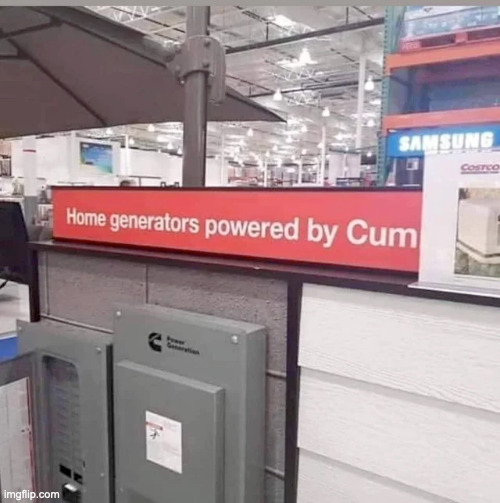 SAMSUNG
COSTCO
Home generators powered by Cum
Power
Generation
imgflip.com